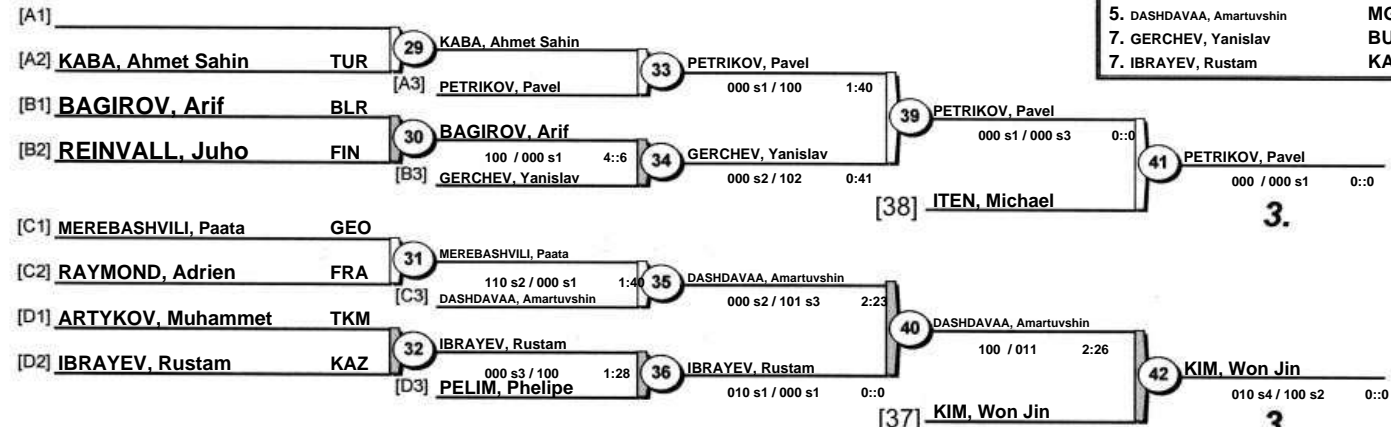 [A1]
[A2] KABA, Ahmet Sahin TUR
29
KABA, Ahmet Sahin
[A3] PETRIKOV, Pavel
33
PETRIKOV, Pavel
000 s1 / 100 1:40
[B1] BAGIROV, Arif BLR
[B2] REINVALL, Juho FIN
30
BAGIROV, Arif
100 / 000 s1 4::6
[B3] GERCHEV, Yanislav
34
GERCHEV, Yanislav
000 s2 / 102 0:41
39
PETRIKOV, Pavel
000 s1 / 000 s3 0::0
[38] ITEN, Michael
41
PETRIKOV, Pavel
000 / 000 s1 0::0
3.
[C1] MEREBASHVILI, Paata GEO
[C2] RAYMOND, Adrien FRA
31
MEREBASHVILI, Paata
110 s2 / 000 s1 1:40
[C3] DASHDAVAA, Amartuvshin
35
DASHDAVAA, Amartuvshin
000 s2 / 101 s3 2:23
[D1] ARTYKOV, Muhammet TKM
[D2] IBRAYEV, Rustam KAZ
32
IBRAYEV, Rustam
000 s3 / 100 1:28
[D3] PELIM, Phelipe
36
IBRAYEV, Rustam
010 s1 / 000 s1 0::0
40
DASHDAVAA, Amartuvshin
100 / 011 2:26
[37] KIM, Won Jin
42
KIM, Won Jin
010 s4 / 100 s2 0::0
3.
5. DASHDAVAA, Amartuvshin MG
7. GERCHEV, Yanislav BU
7. IBRAYEV, Rustam KA